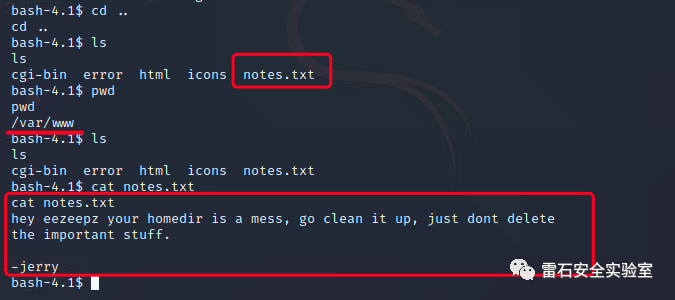 bash-4.1$ cd ..
cd ..
bash-4.1$ ls
ls
cgi-bin  error  html  icons  notes.txt
bash-4.1$ pwd
pwd
/var/www
bash-4.1$ ls
ls
cgi-bin  error  html  icons  notes.txt
bash-4.1$ cat notes.txt
cat notes.txt
hey eezeepz your homedir is a mess, go clean it up, just dont delete
the important stuff.
-jerry
雷石安全实验室
bash-4.1$